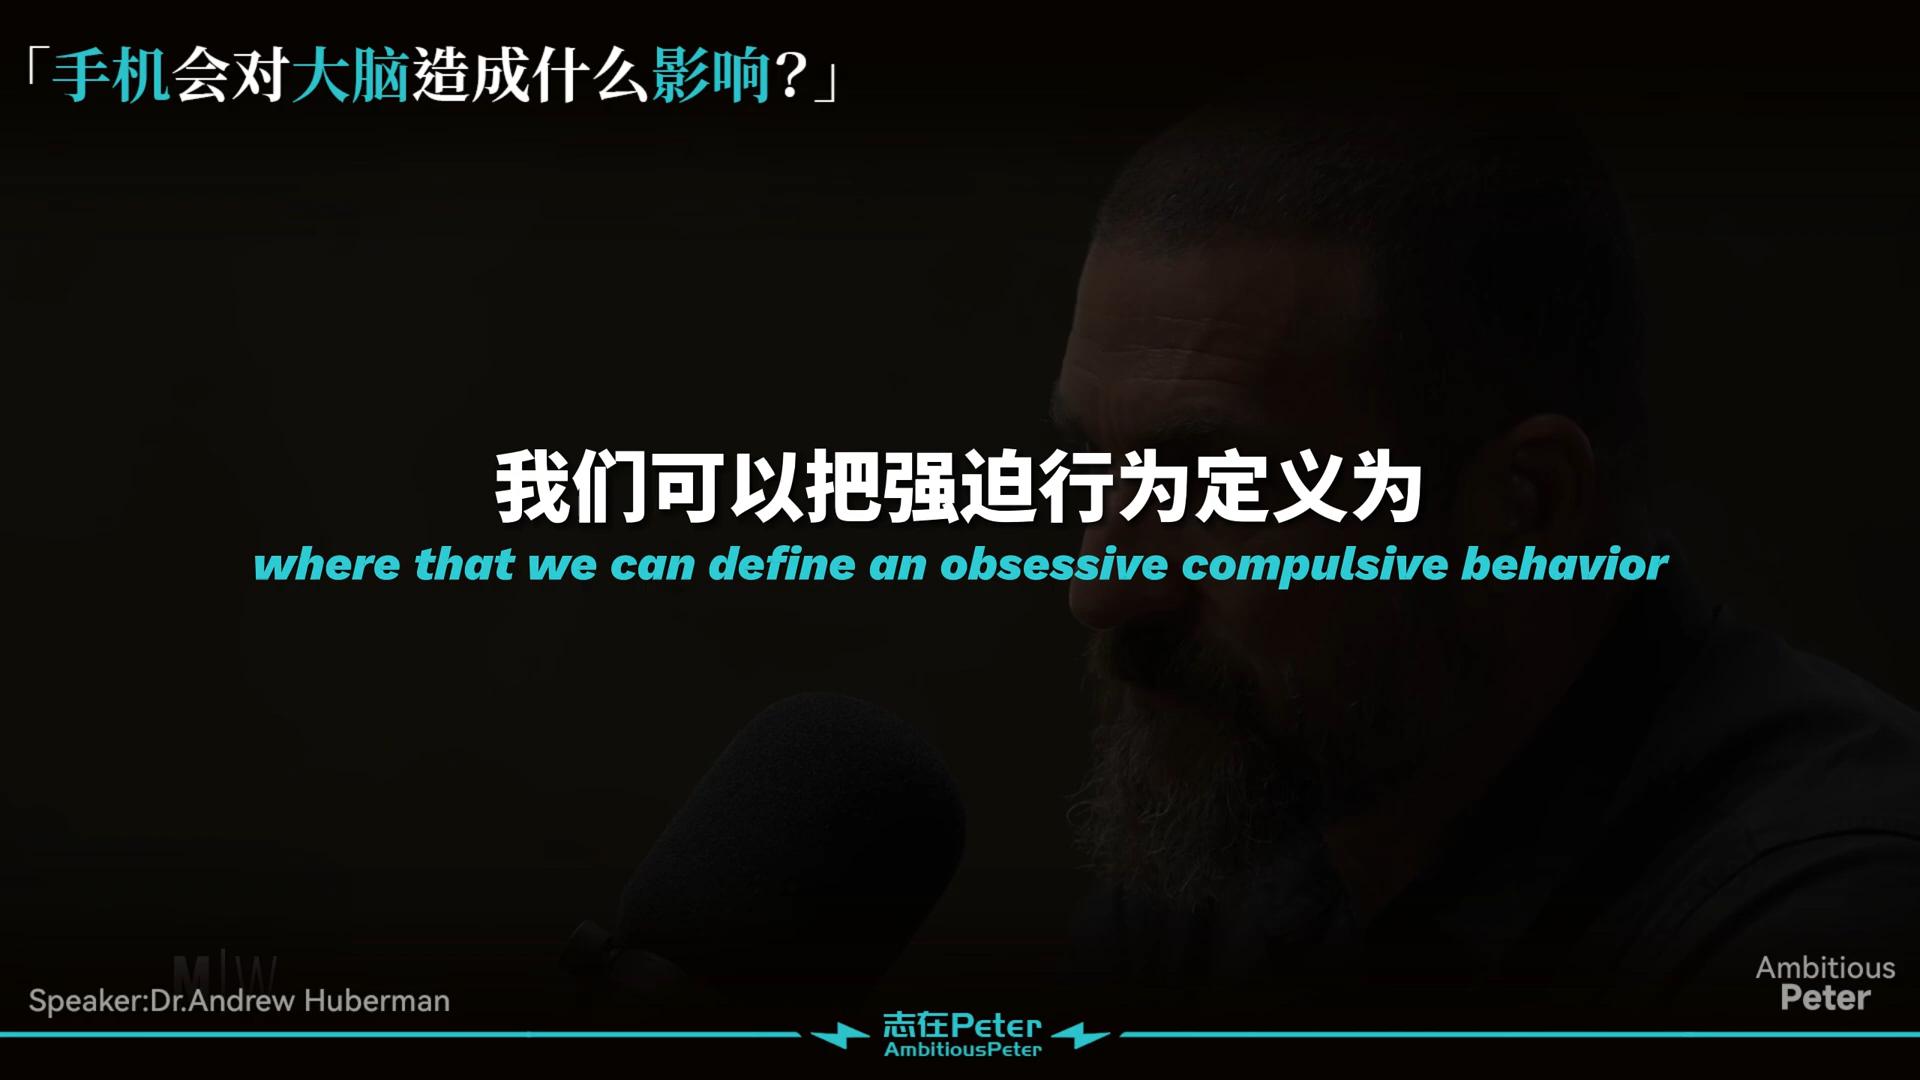 「手机会对大脑造成什么影响?」
我们可以把强迫行为定义为
where that we can define an obsessive compulsive behavior
M|W
Speaker:Dr.Andrew Huberman
Ambitious
Peter
志在Peter
AmbitiousPeter